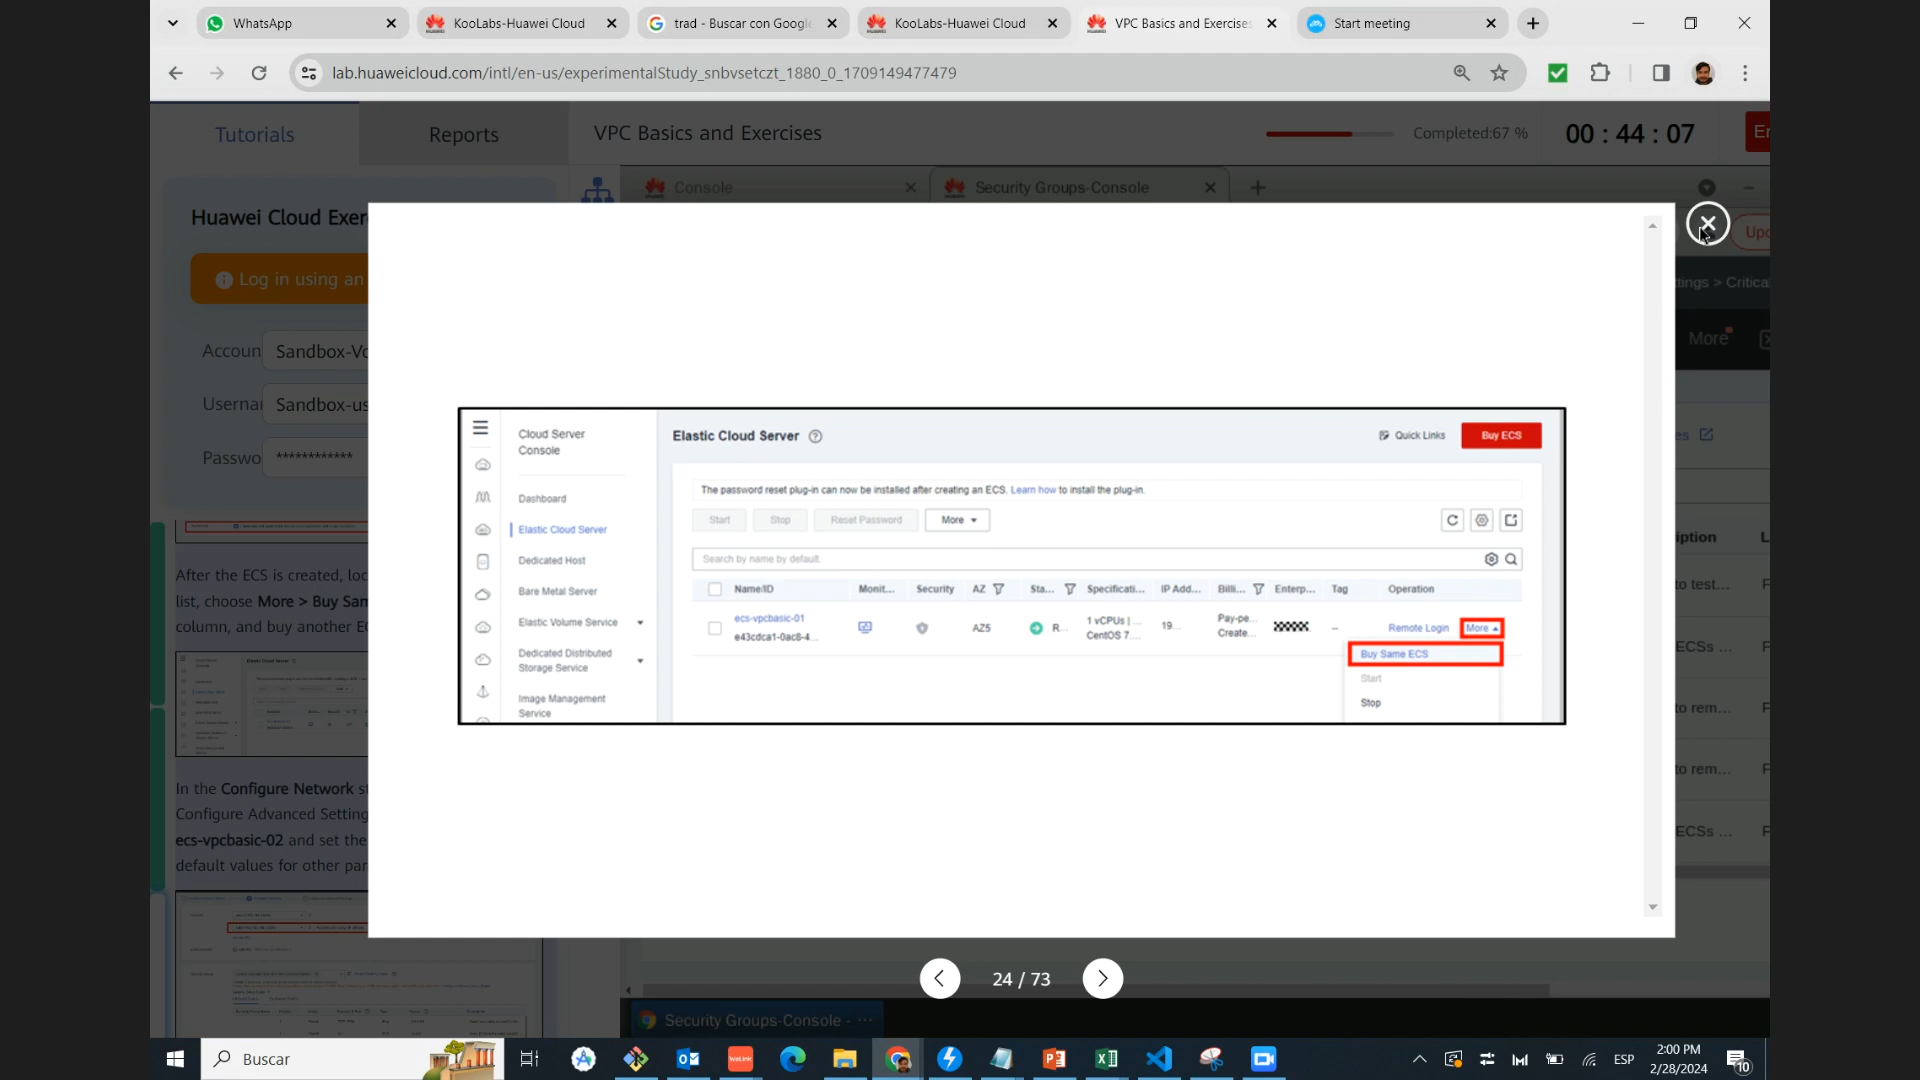 WhatsApp
KooLabs-Huawei Cloud
trad - Buscar con Google
KooLabs-Huawei Cloud
VPC Basics and Exercises
Start meeting
lab.huaweicloud.com/intl/en-us/experimentalStudy_snbvsetczt_1880_0_1709149477479
Tutorials
Reports
VPC Basics and Exercises
Completed:67 %
00 : 44 : 07
Console
Security Groups-Console
Huawei Cloud Exer
Log in using an
Accoun
Sandbox-Vo
Usernar
Sandbox-us
Passwo
************
tings > Critica
More
After the ECS is created, loc
list, choose More > Buy San
column, and buy another E
In the Configure Network s
Configure Advanced Setting
ecs-vpcbasic-02 and set the
default values for other par
Cloud Server
Console
Dashboard
Elastic Cloud Server
Dedicated Host
Bare Metal Server
Elastic Volume Service
Dedicated Distributed
Storage Service
Image Management
Service
Elastic Cloud Server
Quick Links
Buy ECS
The password reset plug-in can now be installed after creating an ECS. Learn how to install the plug-in.
Start
Stop
Reset Password
More
Search by name by default.
Name/ID
Monit...
Security
AZ
Sta...
Specificati...
IP Add...
Billi...
Enterp...
Tag
Operation
ecs-vpcbasic-01
e43cdca1-0ac8-4...
AZ5
R...
1 vCPUs | ...
CentOS 7....
19...
Pay-pe...
Create...
--
Remote Login
More
Buy Same ECS
Start
Stop
iption
to test...
ECSs ...
to rem...
to rem...
ECSs ...
24 / 73
Security Groups-Console - ...
Buscar
ESP
2:00 PM
2/28/2024
10